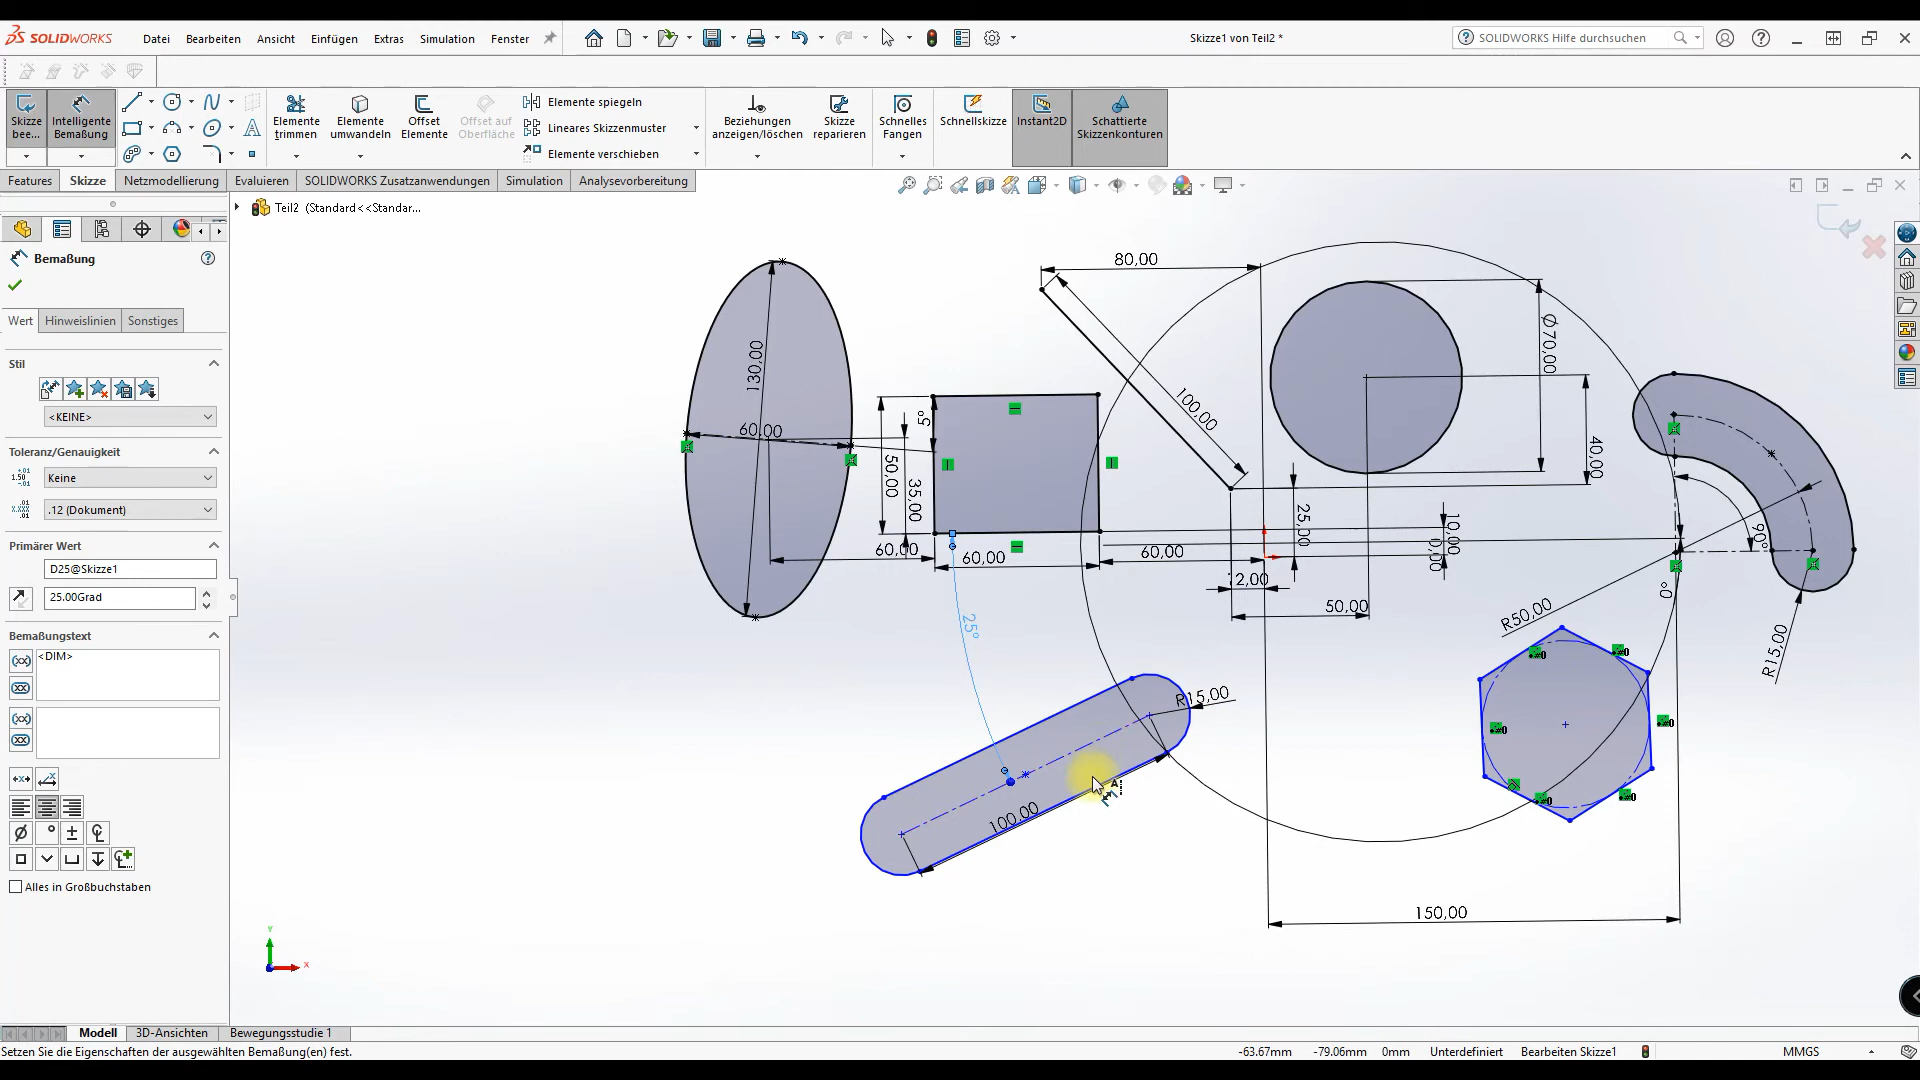 SOLIDWORKS
Datei
Bearbeiten
Ansicht
Einfügen
Extras
Simulation
Fenster
Skizze1 von Teil2 *
SOLIDWORKS Hilfe durchsuchen
Skizze
bee...
Intelligente
Bemaßung
Elemente
trimmen
Elemente
umwandeln
Offset
Elemente
Offset auf
Oberfläche
Elemente spiegeln
Lineares Skizzenmuster
Elemente verschieben
Beziehungen
anzeigen/löschen
Skizze
reparieren
Schnelles
Fangen
Schnellskizze
Instant2D
Schattierte
Skizzenkonturen
Features
Skizze
Netzmodellierung
Evaluieren
SOLIDWORKS Zusatzanwendungen
Simulation
Analysevorbereitung
Teil2 (Standard<<Standar...
Bemaßung
Wert
Hinweislinien
Sonstiges
Stil
<KEINE>
Toleranz/Genauigkeit
Keine
.12 (Dokument)
Primärer Wert
D25@Skizze1
25.00Grad
Bemaßungstext
<DIM>
Alles in Großbuchstaben
130,00
60,00
5°
50,00
35,00
60,00
60,00
60,00
80,00
100,00
Ø70,00
40,00
25,00
10,00
0,00
12,00
50,00
90°
0°
R50,00
R15,00
25°
R15,00
100,00
150,00
Y
X
Modell
3D-Ansichten
Bewegungsstudie 1
Setzen Sie die Eigenschaften der ausgewählten Bemaßung(en) fest.
-63.67mm
-79.06mm
0mm
Unterdefiniert
Bearbeiten Skizze1
MMGS